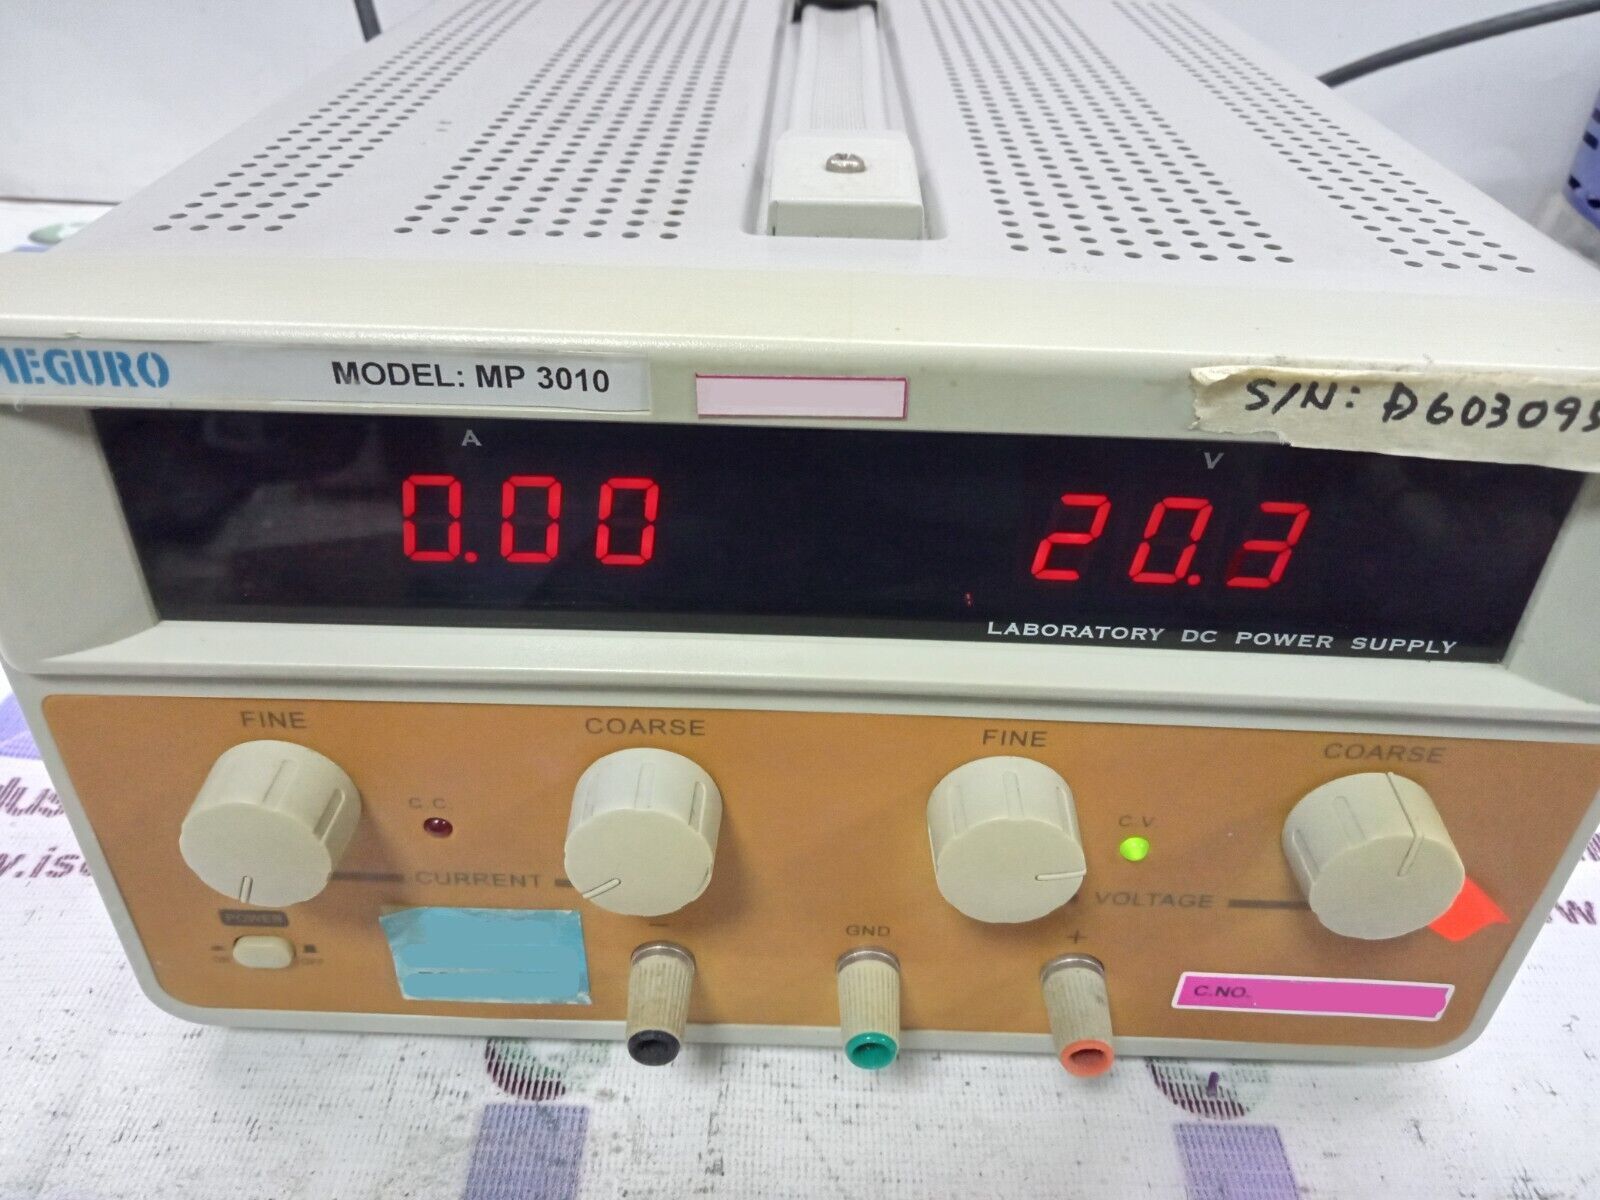 MEGURO MODEL: MP 3010
S/N: D603095
A V
0.00 20.3
LABORATORY DC POWER SUPPLY
FINE COARSE FINE COARSE
C.C. C.V.
CURRENT VOLTAGE
POWER
OFF
- GND +
C.NO.